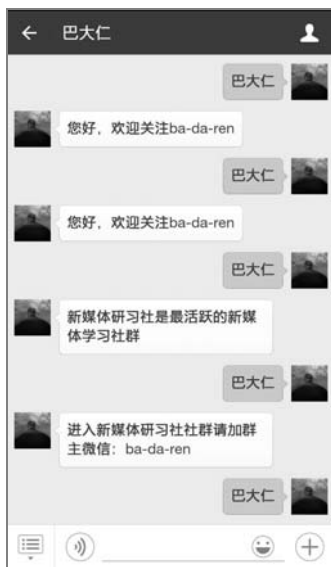 巴大仁
巴大仁
您好，欢迎关注ba-da-ren
巴大仁
您好，欢迎关注ba-da-ren
巴大仁
新媒体研习社是最活跃的新媒
体学习社群
巴大仁
进入新媒体研习社社群请加群
主微信：ba-da-ren
巴大仁